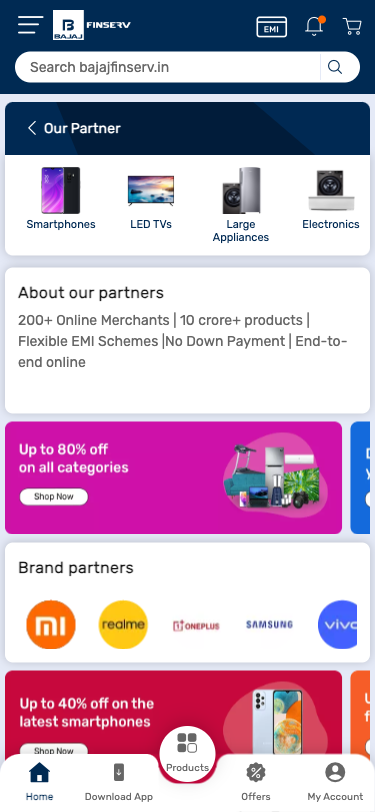 B
BAJAJ
FINSERV
EMI
Search bajajfinserv.in
Our Partner
Smartphones
LED TVs
Large
Appliances
Electronics
About our partners
200+ Online Merchants | 10 crore+ products |
Flexible EMI Schemes |No Down Payment | End-to-
end online
Up to 80% off
on all categories
Shop Now
Brand partners
mi
realme
ONEPLUS
SAMSUNG
vivo
Up to 40% off on the
latest smartphones
Shop Now
Home
Download App
Products
Offers
My Account